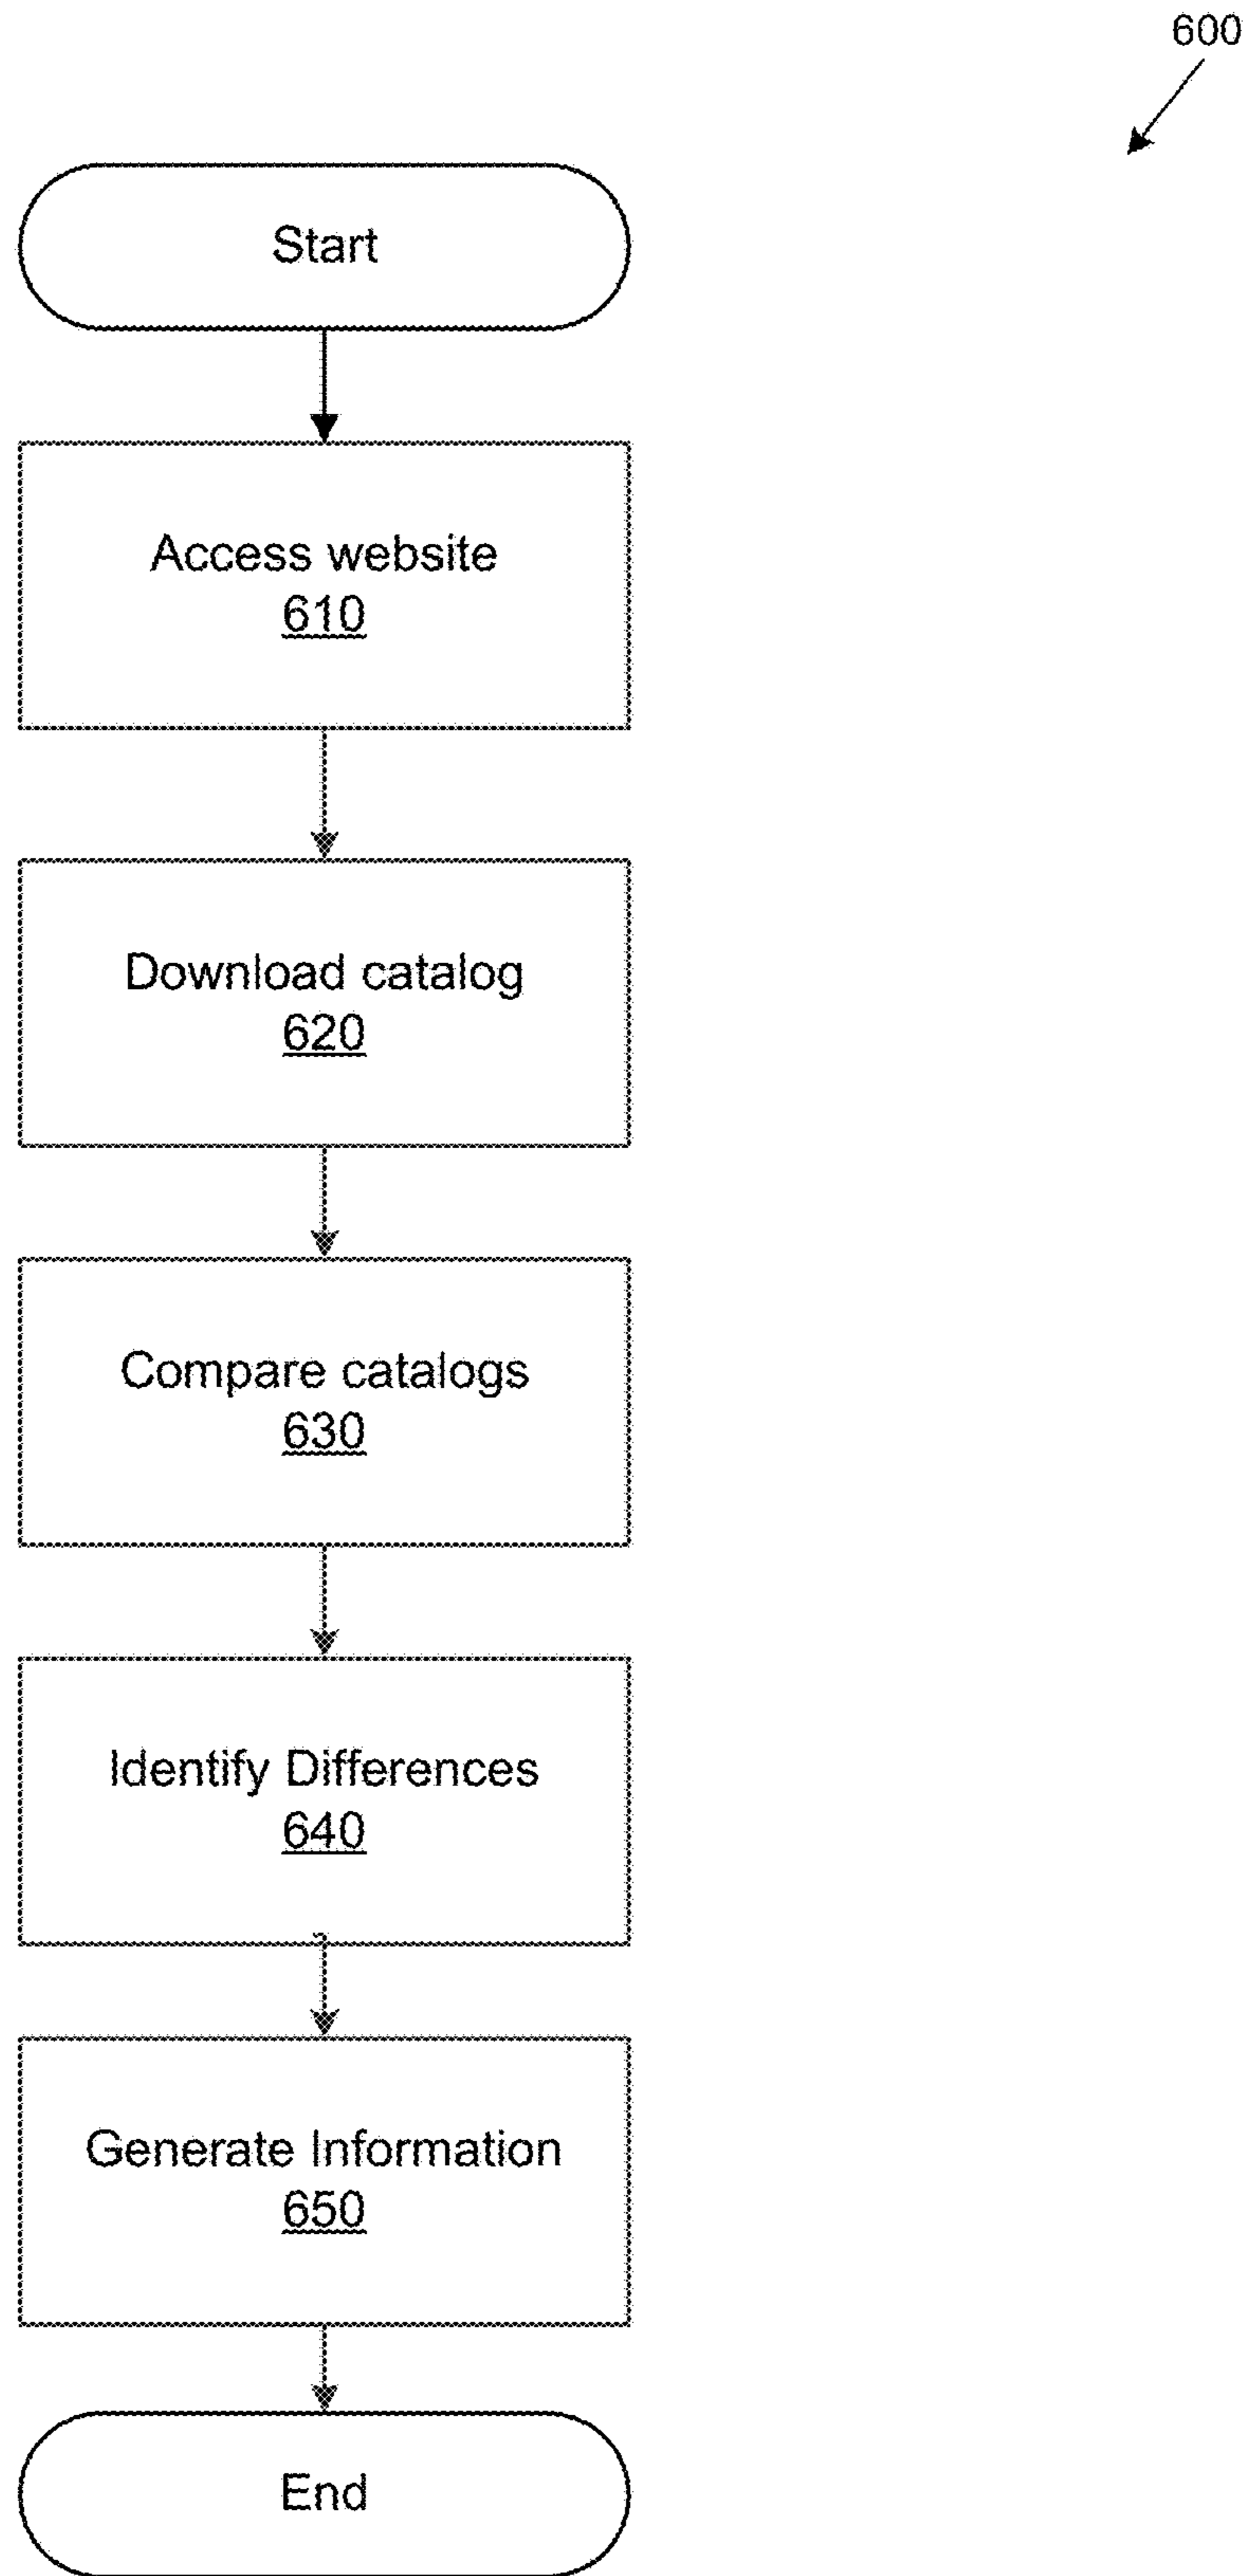 600
Start
Access website
610
Download catalog
620
Compare catalogs
630
Identify Differences
640
Generate Information
650
End